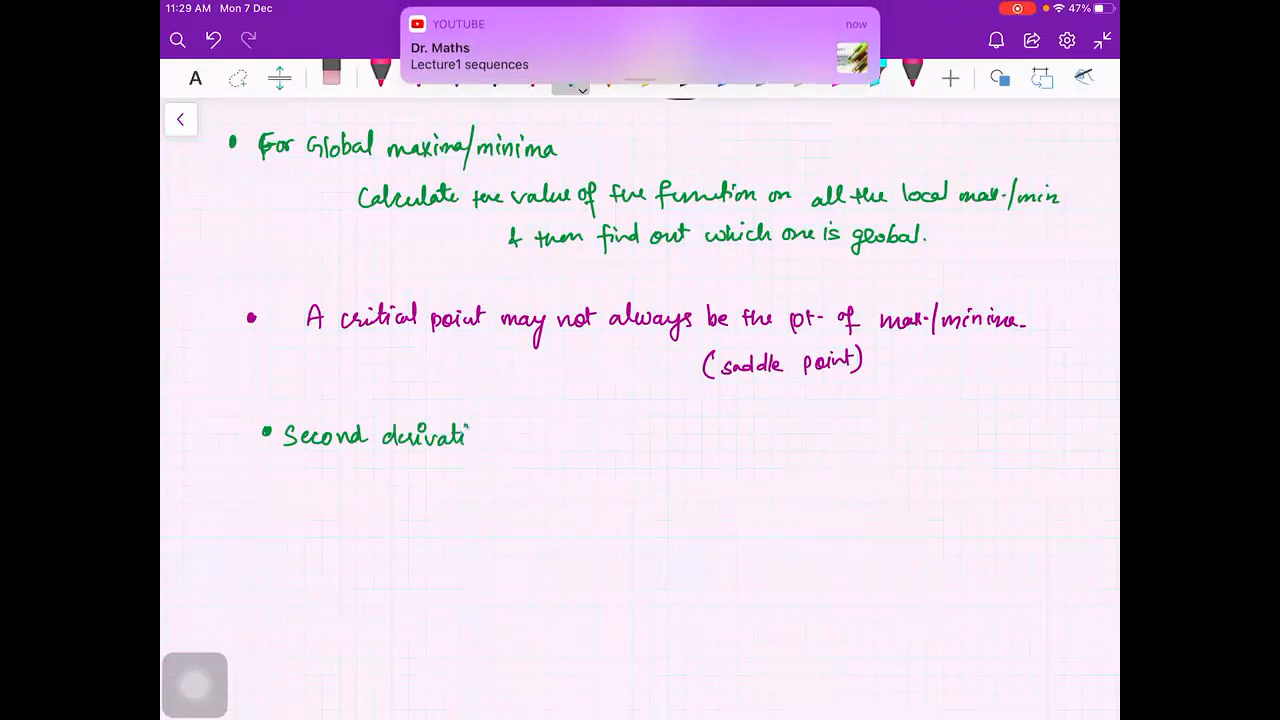 11:29 AM Mon 7 Dec
47%
YOUTUBE
now
Dr. Maths
Lecture1 sequences
A
• For Global maxima/minima
Calculate the value of the function on all the local max./min
& then find out which one is global.
• A critical point may not always be the pt. of max./minima.
(saddle point)
• Second derivati